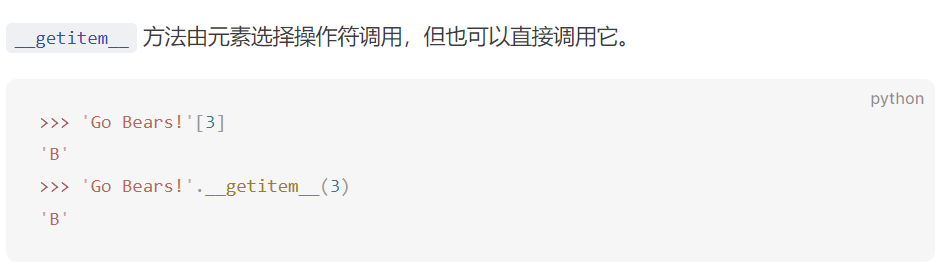 __getitem__ 方法由元素选择操作符调用，但也可以直接调用它。
python
>>> 'Go Bears!'[3]
'B'
>>> 'Go Bears!'.__getitem__(3)
'B'